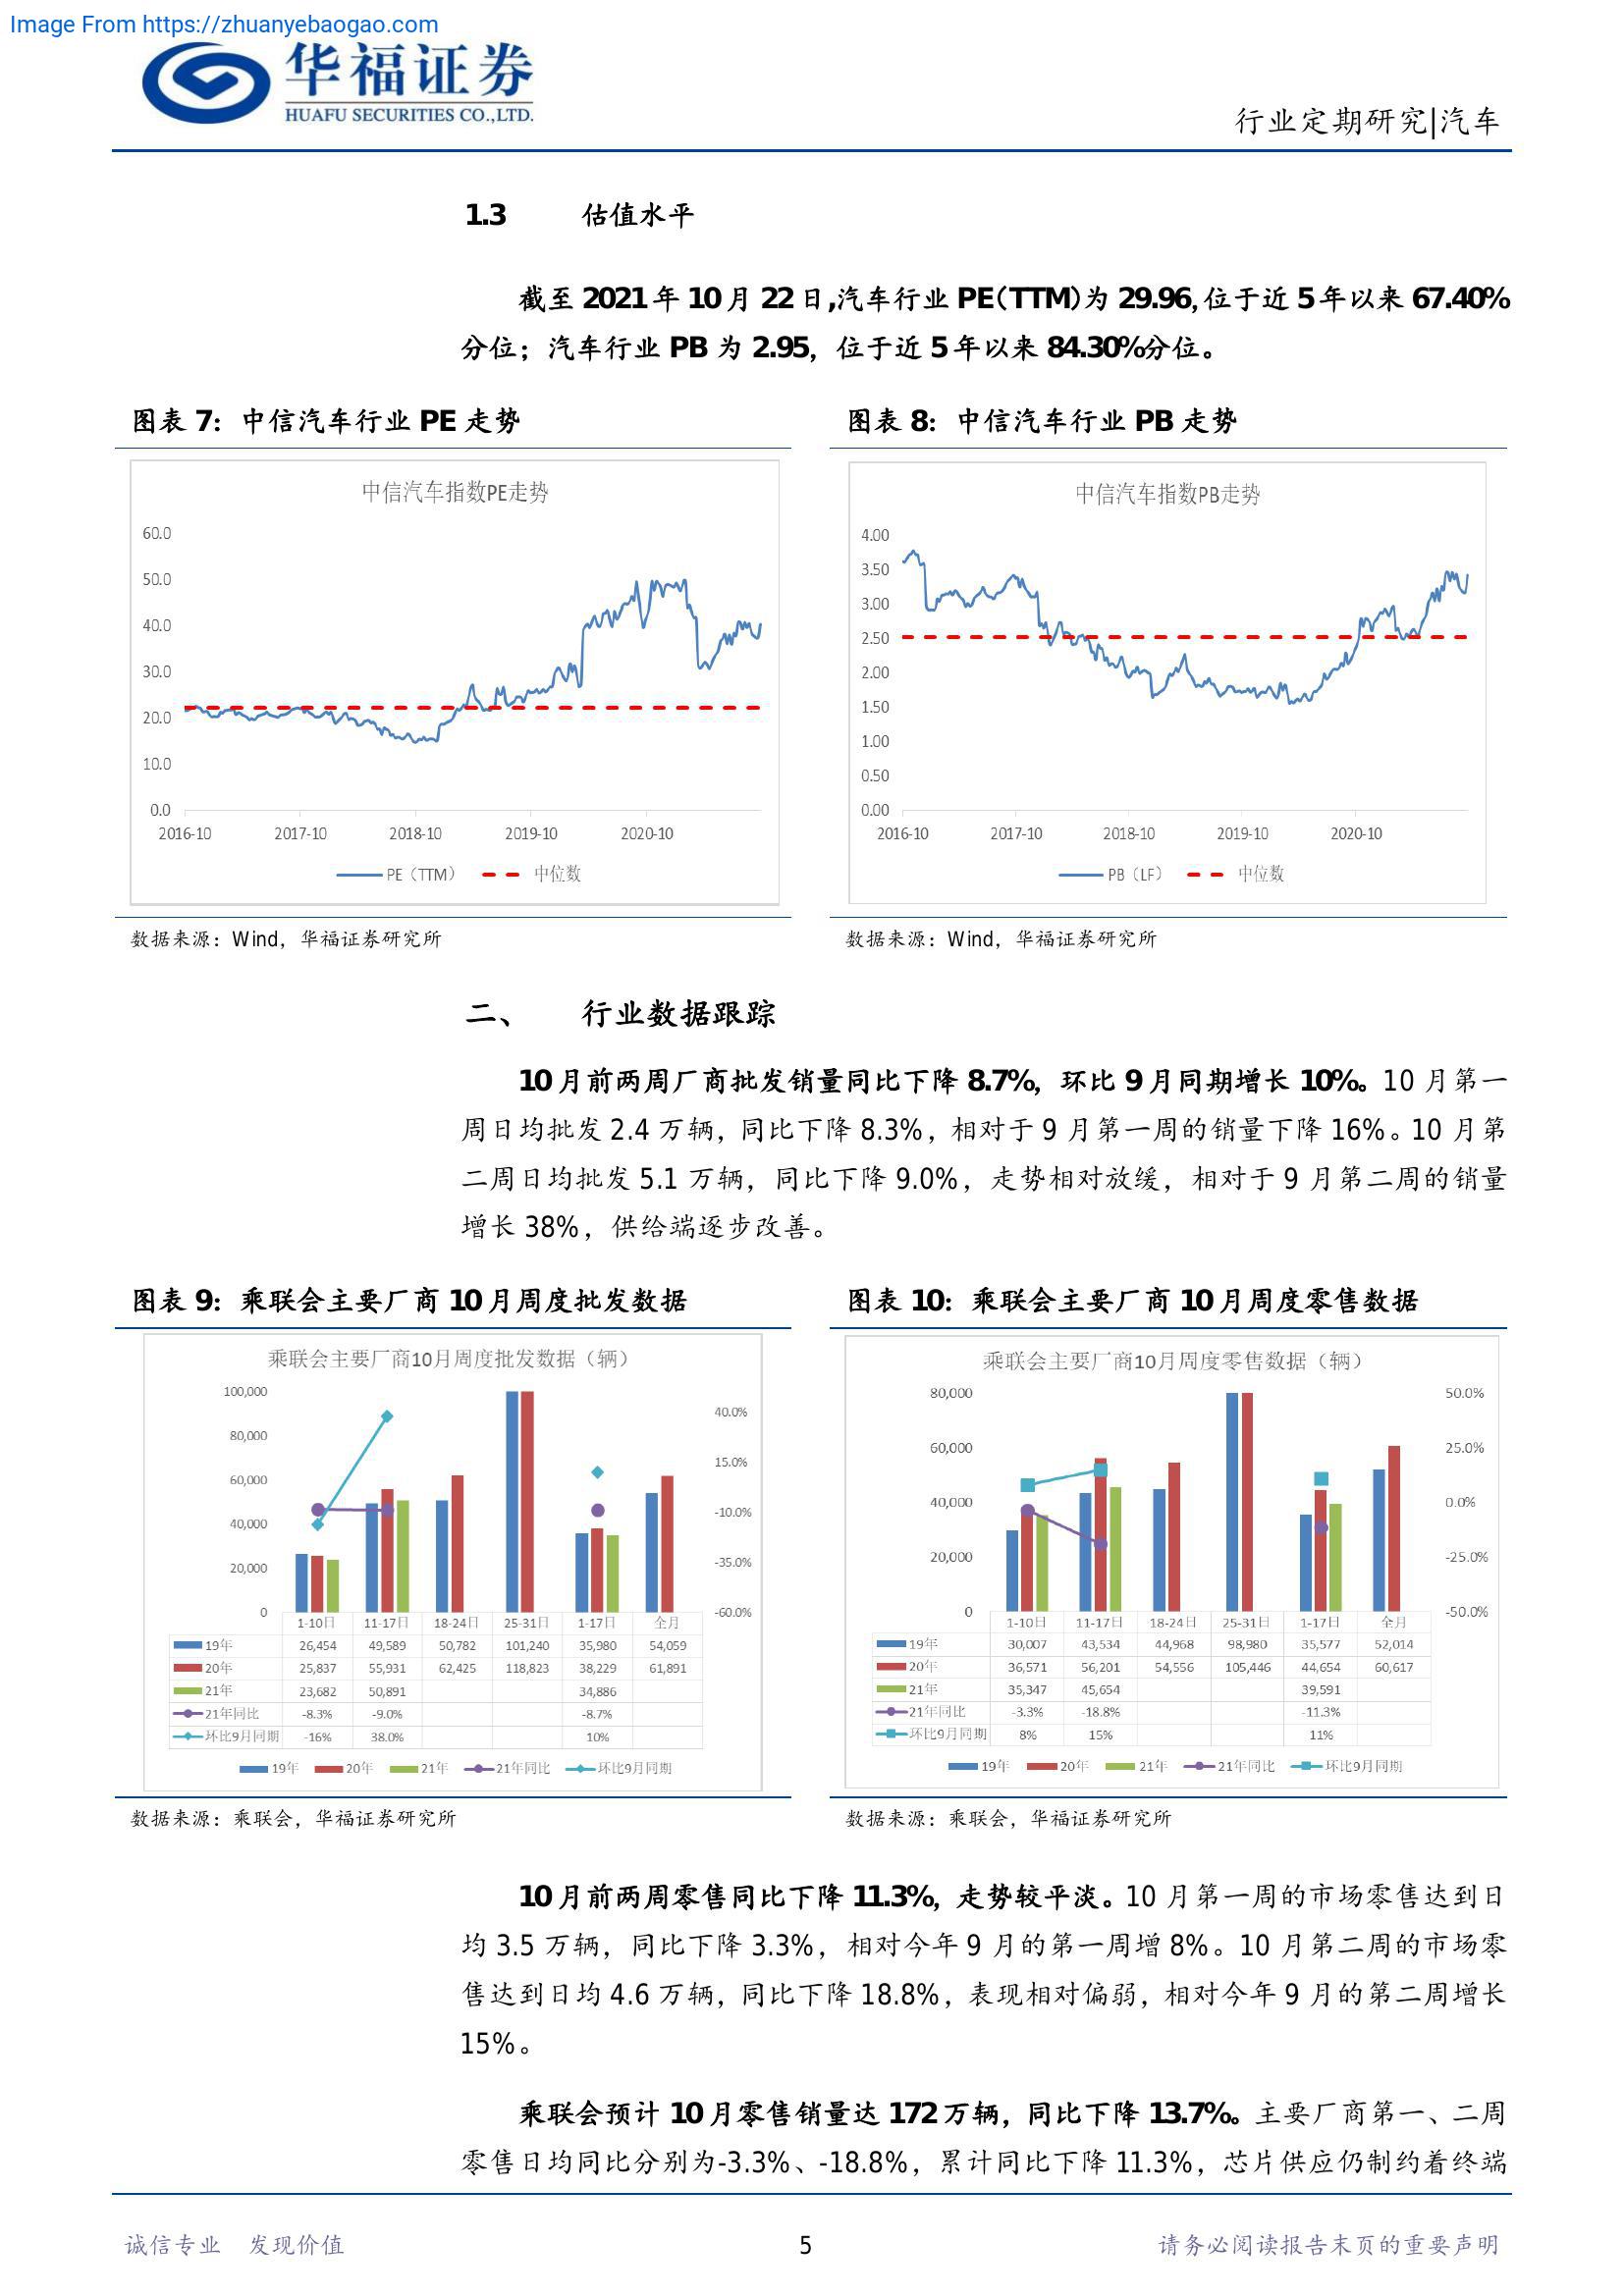 Image From https://zhuanyebaogao.com
华福证券
HUAFU SECURITIES CO.,LTD.
行业定期研究|汽车
1.3 估值水平
截至 2021 年 10 月 22 日,汽车行业 PE(TTM)为 29.96,位于近 5 年以来 67.40%
分位；汽车行业 PB 为 2.95，位于近 5 年以来 84.30%分位。
图表 7：中信汽车行业 PE 走势
中信汽车指数PE走势
60.0
50.0
40.0
30.0
20.0
10.0
0.0
2016-10 2017-10 2018-10 2019-10 2020-10
PE（TTM） 中位数
数据来源：Wind，华福证券研究所
图表 8：中信汽车行业 PB 走势
中信汽车指数PB走势
4.00
3.50
3.00
2.50
2.00
1.50
1.00
0.50
0.00
2016-10 2017-10 2018-10 2019-10 2020-10
PB（LF） 中位数
数据来源：Wind，华福证券研究所
二、 行业数据跟踪
10 月前两周厂商批发销量同比下降 8.7%，环比 9 月同期增长 10%。10 月第一
周日均批发 2.4 万辆，同比下降 8.3%，相对于 9 月第一周的销量下降 16%。10 月第
二周日均批发 5.1 万辆，同比下降 9.0%，走势相对放缓，相对于 9 月第二周的销量
增长 38%，供给端逐步改善。
图表 9：乘联会主要厂商 10 月周度批发数据
乘联会主要厂商10月周度批发数据（辆）
100,000
80,000
60,000
40,000
20,000
0
40.0%
15.0%
-10.0%
-35.0%
-60.0%
1-10日 11-17日 18-24日 25-31日 1-17日 全月
19年 26,454 49,589 50,782 101,240 35,980 54,059
20年 25,837 55,931 62,425 118,823 38,229 61,891
21年 23,682 50,891 34,886
21年同比 -8.3% -9.0% -8.7%
环比9月同期 -16% 38.0% 10%
19年 20年 21年 21年同比 环比9月同期
数据来源：乘联会，华福证券研究所
图表 10：乘联会主要厂商 10 月周度零售数据
乘联会主要厂商10月周度零售数据（辆）
80,000
60,000
40,000
20,000
0
50.0%
25.0%
0.0%
-25.0%
-50.0%
1-10日 11-17日 18-24日 25-31日 1-17日 全月
19年 30,007 43,534 44,968 98,980 35,577 52,014
20年 36,571 56,201 54,556 105,446 44,654 60,617
21年 35,347 45,654 39,591
21年同比 -3.3% -18.8% -11.3%
环比9月同期 8% 15% 11%
19年 20年 21年 21年同比 环比9月同期
数据来源：乘联会，华福证券研究所
10 月前两周零售同比下降 11.3%，走势较平淡。10 月第一周的市场零售达到日
均 3.5 万辆，同比下降 3.3%，相对今年 9 月的第一周增 8%。10 月第二周的市场零
售达到日均 4.6 万辆，同比下降 18.8%，表现相对偏弱，相对今年 9 月的第二周增长
15%。
乘联会预计 10 月零售销量达 172 万辆，同比下降 13.7%。主要厂商第一、二周
零售日均同比分别为-3.3%、-18.8%，累计同比下降 11.3%，芯片供应仍制约着终端
诚信专业 发现价值
5
请务必阅读报告末页的重要声明